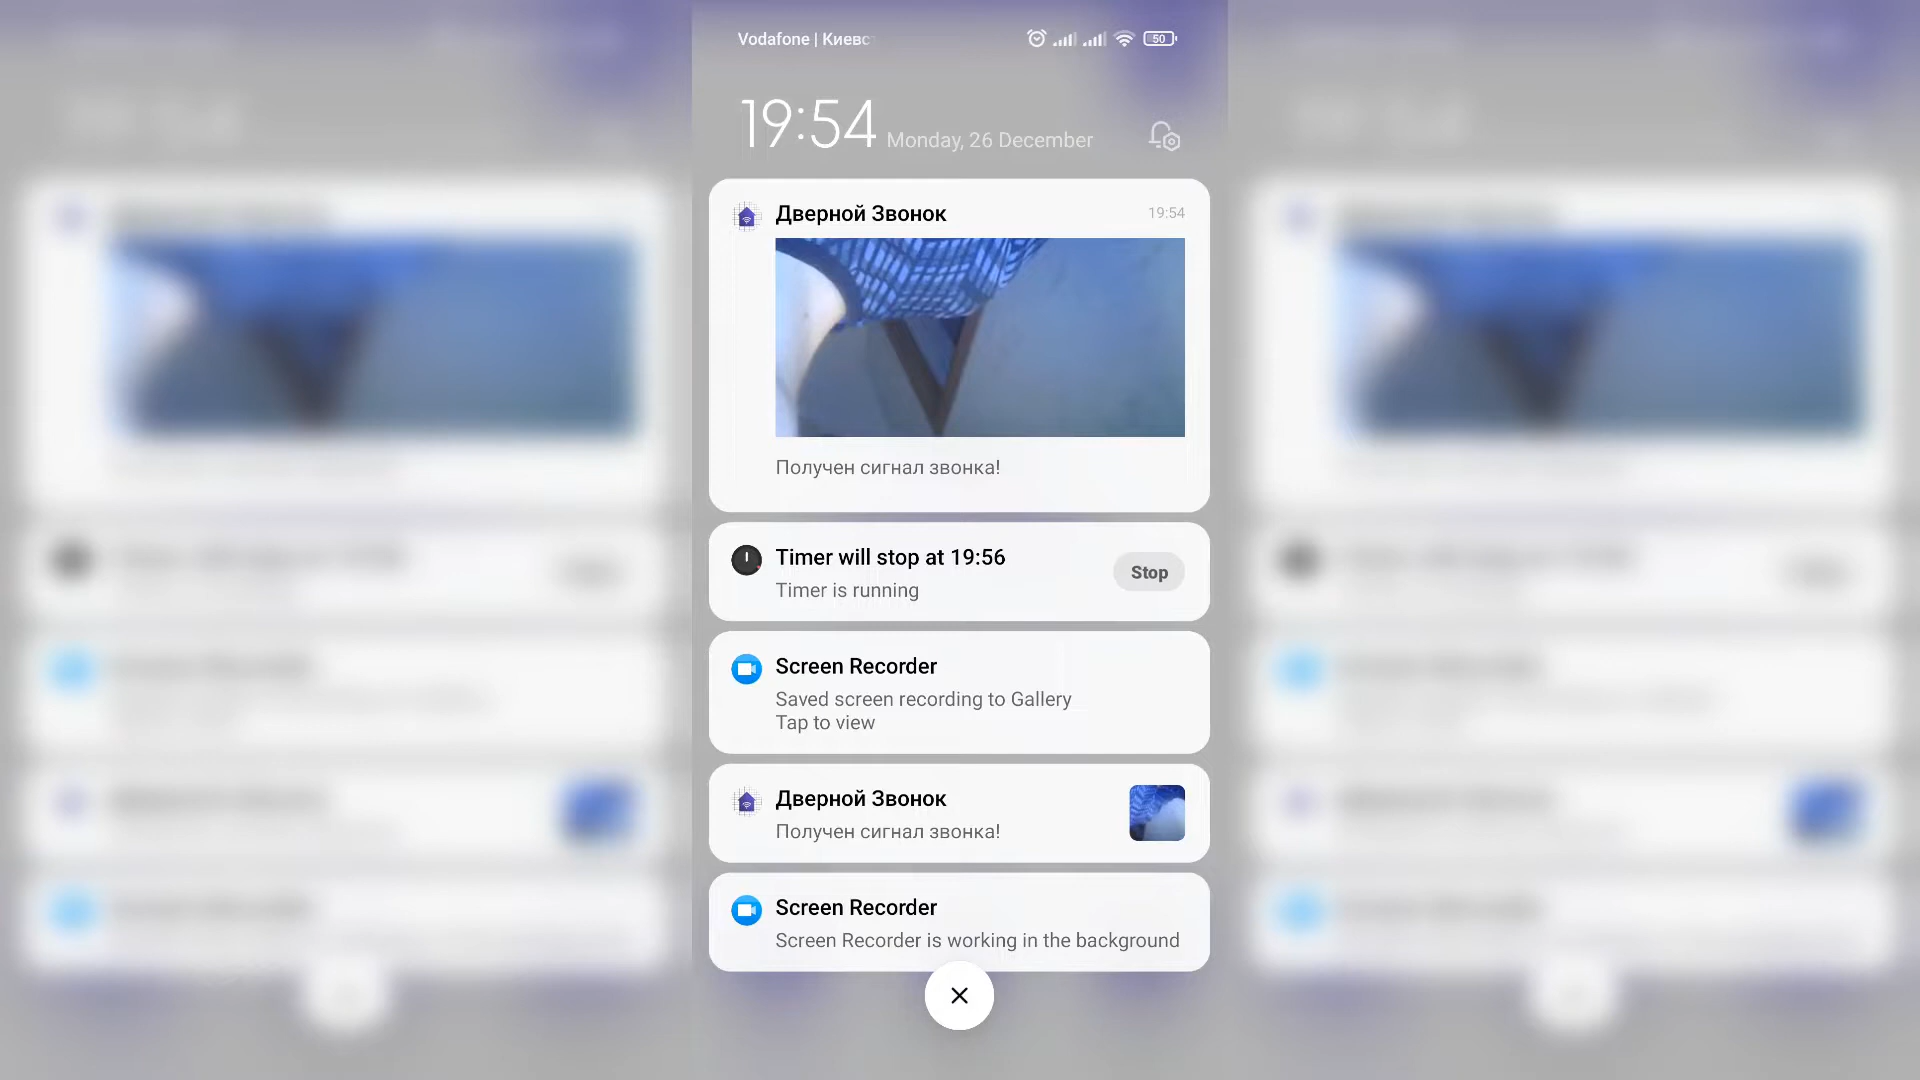 Vodafone | Киевс
50
19:54
Monday, 26 December
Дверной Звонок
19:54
Получен сигнал звонка!
Timer will stop at 19:56
Timer is running
Stop
Screen Recorder
Saved screen recording to Gallery
Tap to view
Дверной Звонок
Получен сигнал звонка!
Screen Recorder
Screen Recorder is working in the background